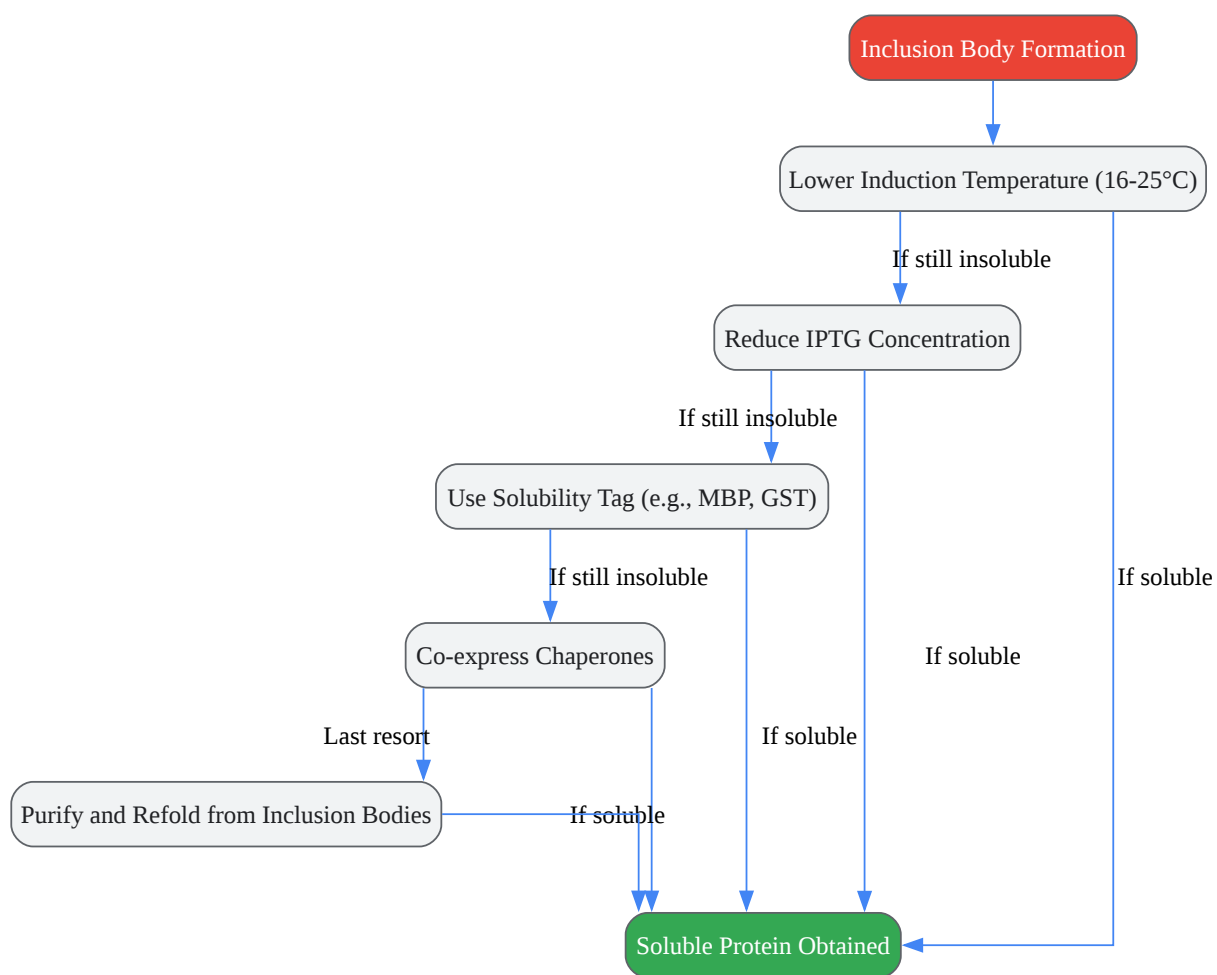 Inclusion Body Formation
Lower Induction Temperature (16-25°C)
If still insoluble
Reduce IPTG Concentration
If still insoluble
Use Solubility Tag (e.g., MBP, GST)
If still insoluble
If soluble
Co-express Chaperones
If soluble
Last resort
If soluble
Purify and Refold from Inclusion Bodies
If soluble
Soluble Protein Obtained